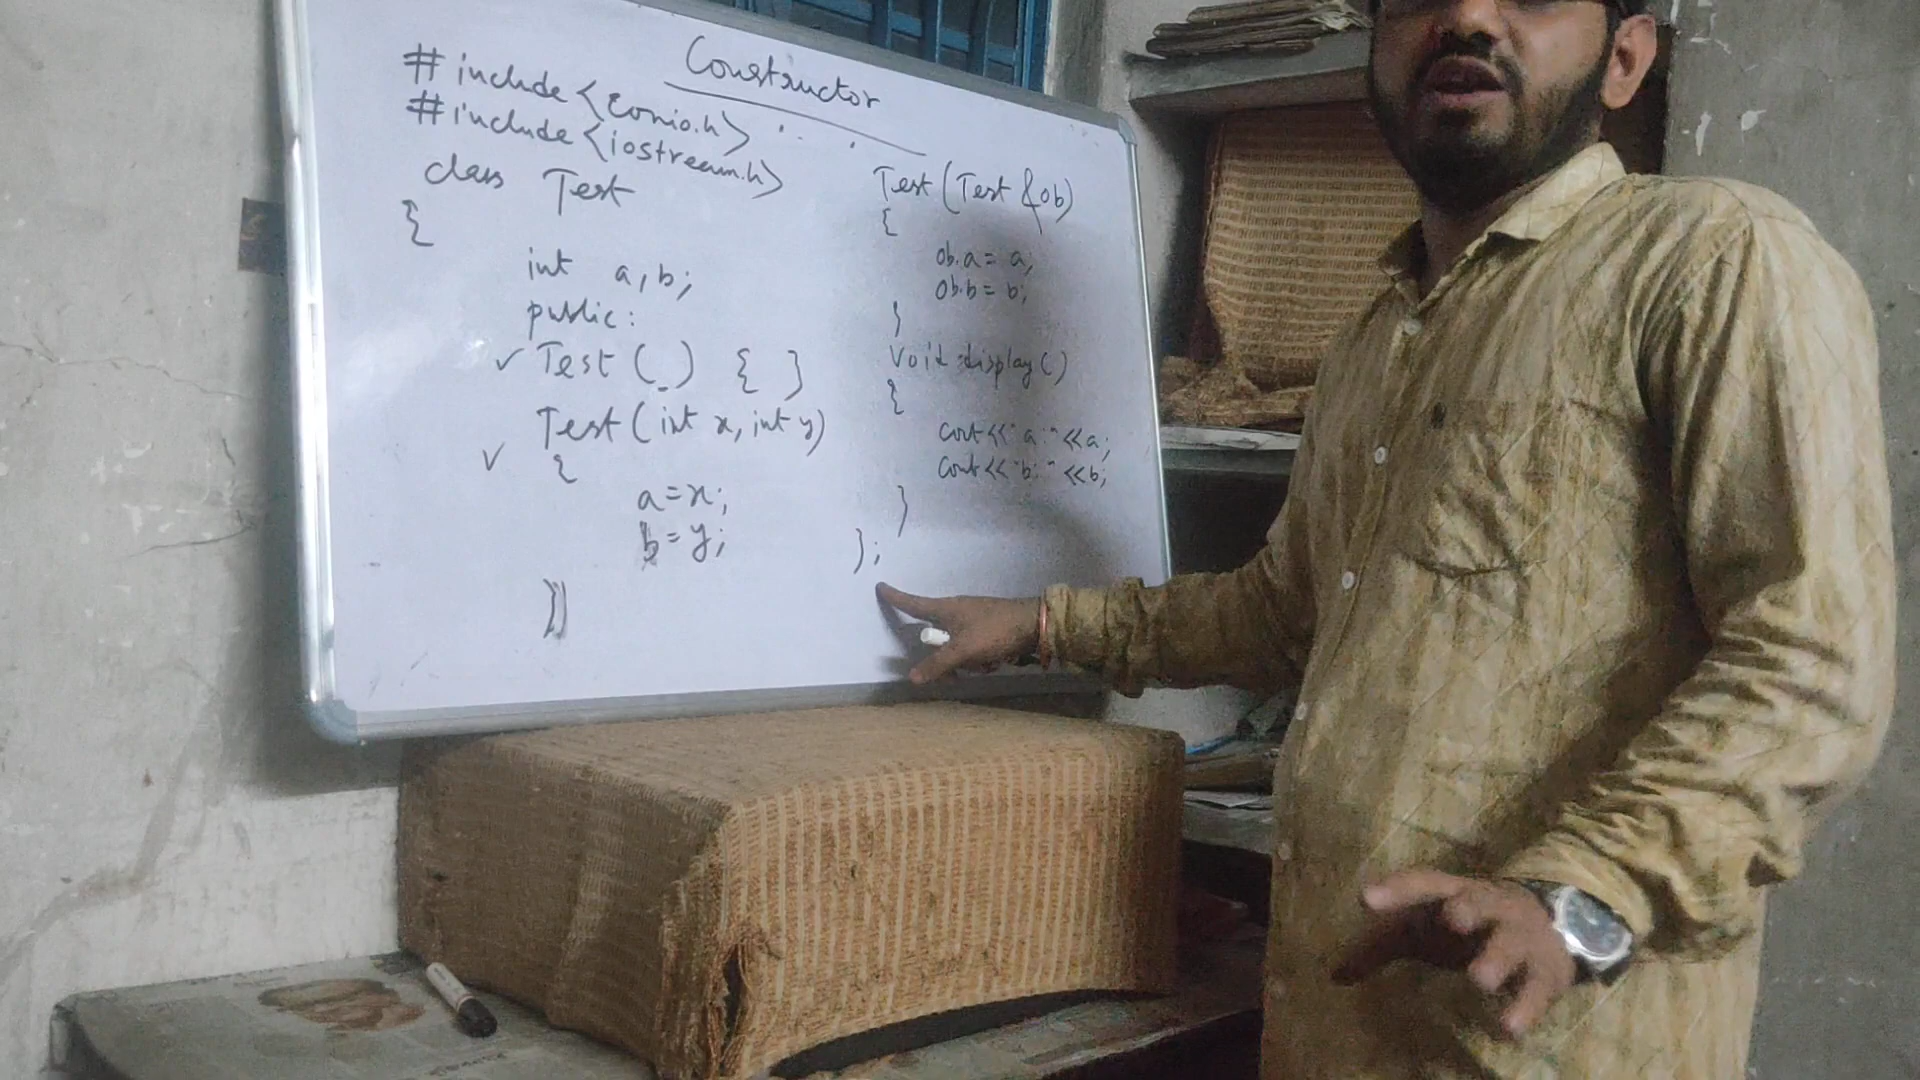 Constructor
#include <conio.h>
#include <iostream.h>
class Test
{
int a, b;
public:
✓ Test (_) { }
Test (int x, int y)
✓ {
a = x;
b = y;
}
Test (Test &ob)
{
ob.a = a;
ob.b = b;
}
void display()
{
cout << "a:" << a;
cout << "b:" << b;
}
};